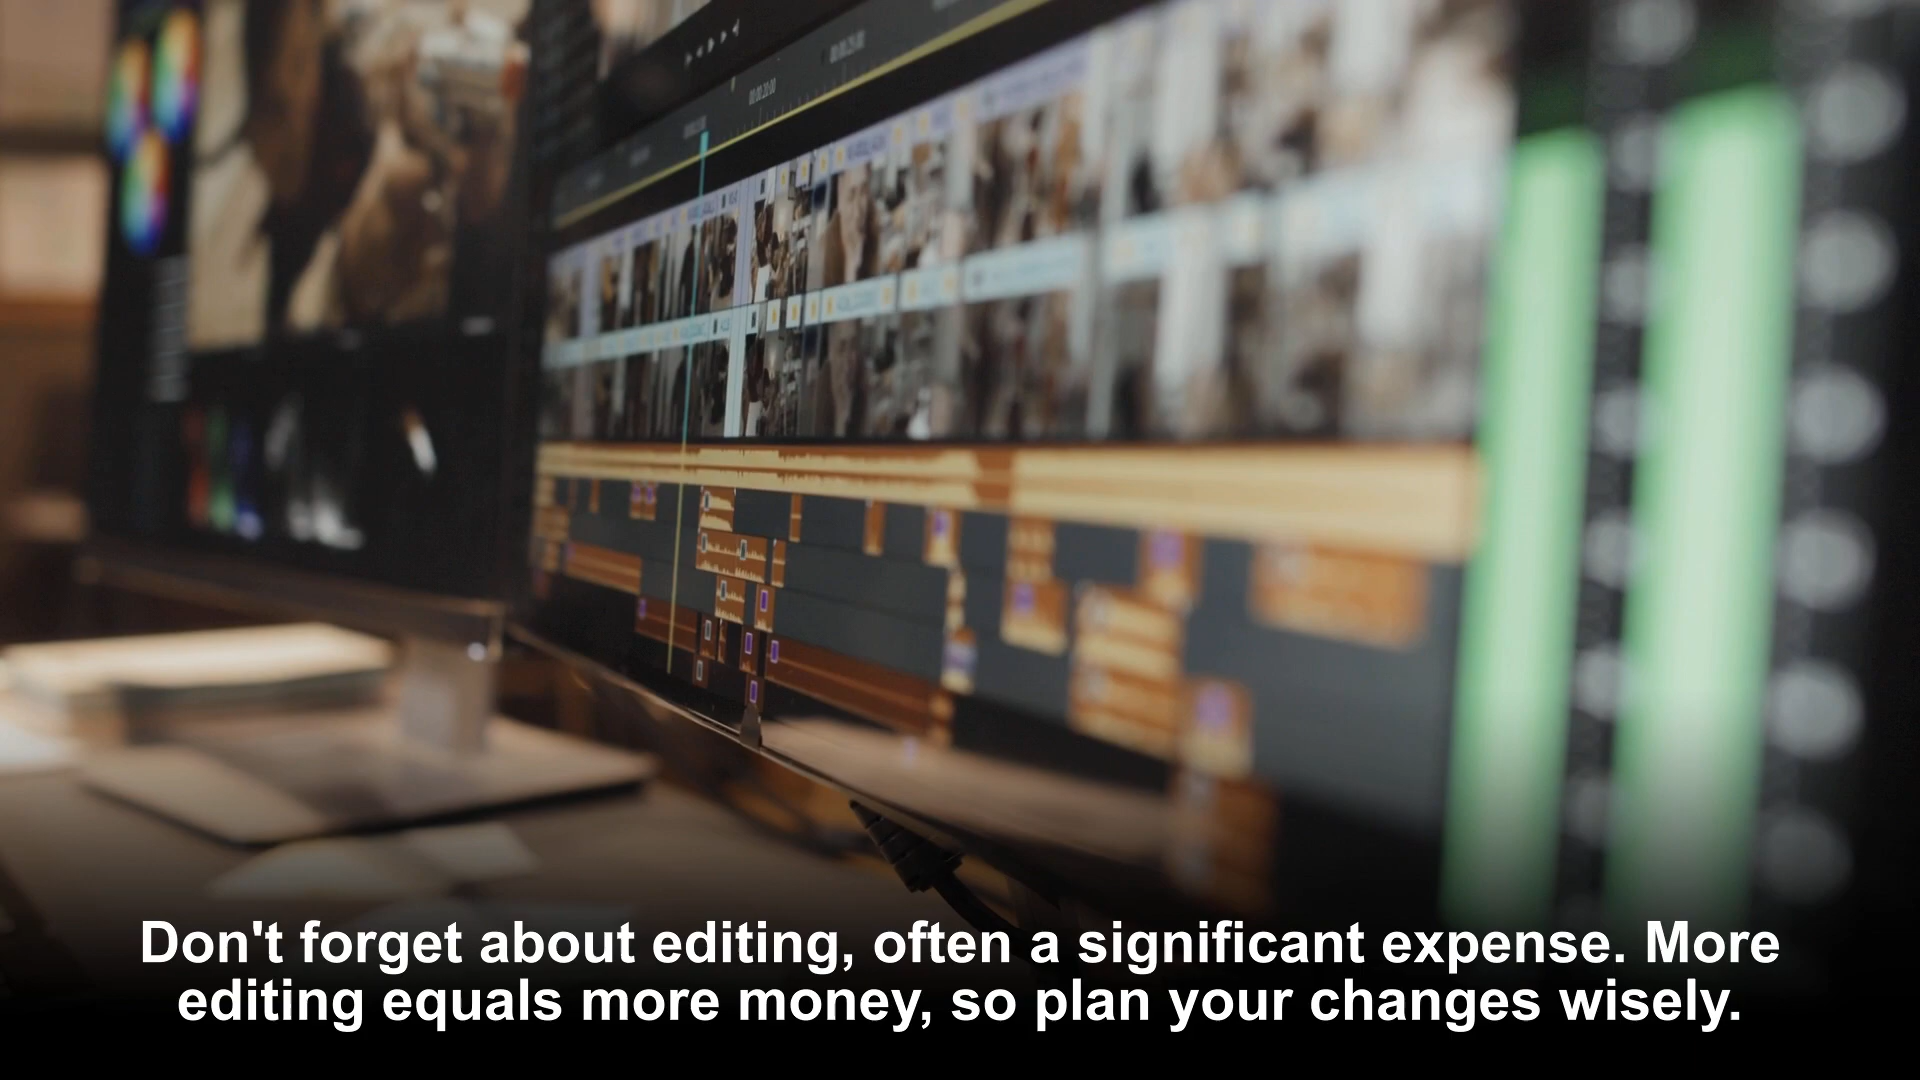 Don't forget about editing, often a significant expense. More
editing equals more money, so plan your changes wisely.